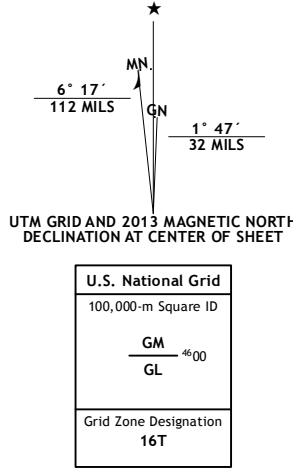 MN
6° 17´
112 MILS
GN
1° 47´
32 MILS
UTM GRID AND 2013 MAGNETIC NORTH
DECLINATION AT CENTER OF SHEET
U.S. National Grid
100,000-m Square ID
GM
4600
GL
Grid Zone Designation
16T